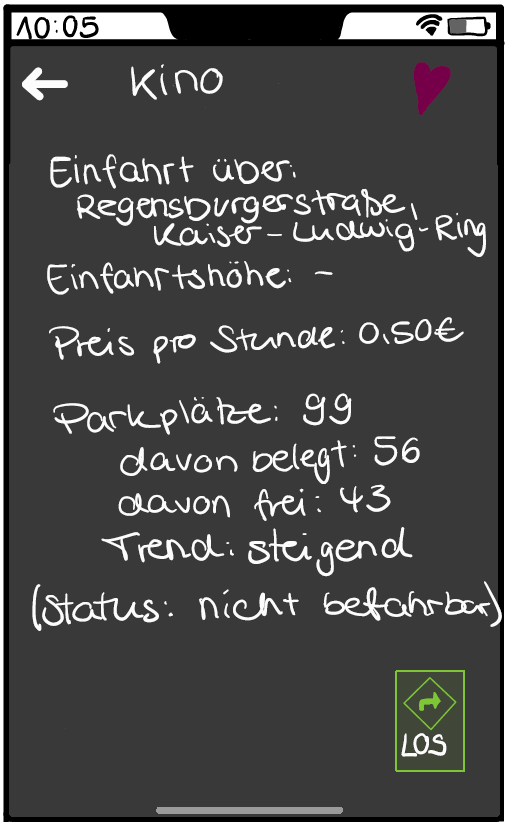 10:05
Kino
Einfahrt über:
Regensburgerstraße,
Kaiser-Ludwig-Ring
Einfahrtshöhe: -
Preis pro Stunde: 0,50€
Parkplätze: 99
davon belegt: 56
davon frei: 43
Trend: steigend
(Status: nicht befahrbar)
LOS